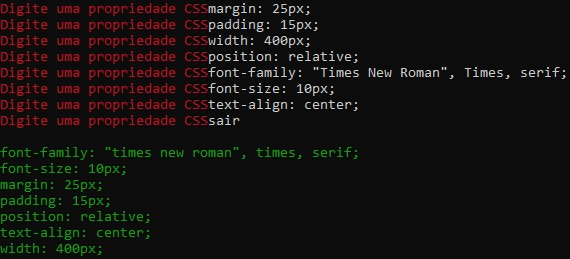 Digite uma propriedade CSSmargin: 25px;
Digite uma propriedade CSSpadding: 15px;
Digite uma propriedade CSSwidth: 400px;
Digite uma propriedade CSSposition: relative;
Digite uma propriedade CSSfont-family: "Times New Roman", Times, serif;
Digite uma propriedade CSSfont-size: 10px;
Digite uma propriedade CSStext-align: center;
Digite uma propriedade CSSsair
font-family: "times new roman", times, serif;
font-size: 10px;
margin: 25px;
padding: 15px;
position: relative;
text-align: center;
width: 400px;